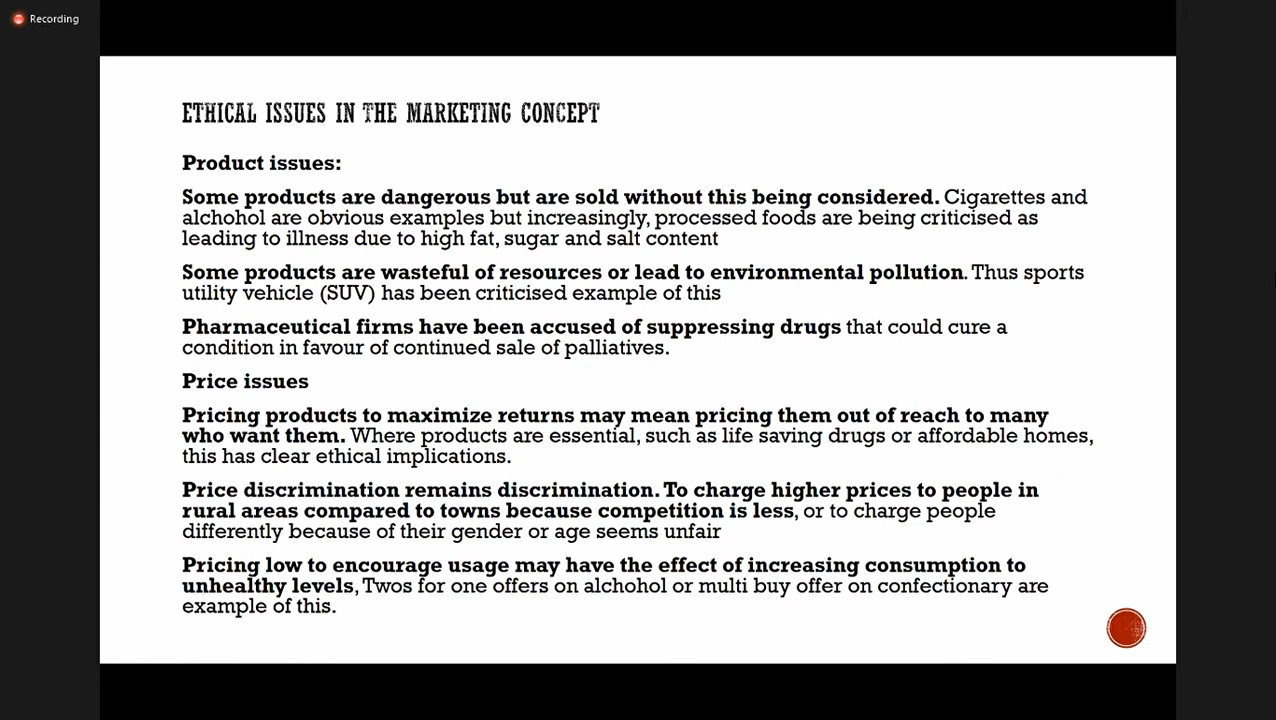 Recording
ETHICAL ISSUES IN THE MARKETING CONCEPT
Product issues:
Some products are dangerous but are sold without this being considered. Cigarettes and
alchohol are obvious examples but increasingly, processed foods are being criticised as
leading to illness due to high fat, sugar and salt content
Some products are wasteful of resources or lead to environmental pollution. Thus sports
utility vehicle (SUV) has been criticised example of this
Pharmaceutical firms have been accused of suppressing drugs that could cure a
condition in favour of continued sale of palliatives.
Price issues
Pricing products to maximize returns may mean pricing them out of reach to many
who want them. Where products are essential, such as life saving drugs or affordable homes,
this has clear ethical implications.
Price discrimination remains discrimination. To charge higher prices to people in
rural areas compared to towns because competition is less, or to charge people
differently because of their gender or age seems unfair
Pricing low to encourage usage may have the effect of increasing consumption to
unhealthy levels, Twos for one offers on alchohol or multi buy offer on confectionary are
example of this.